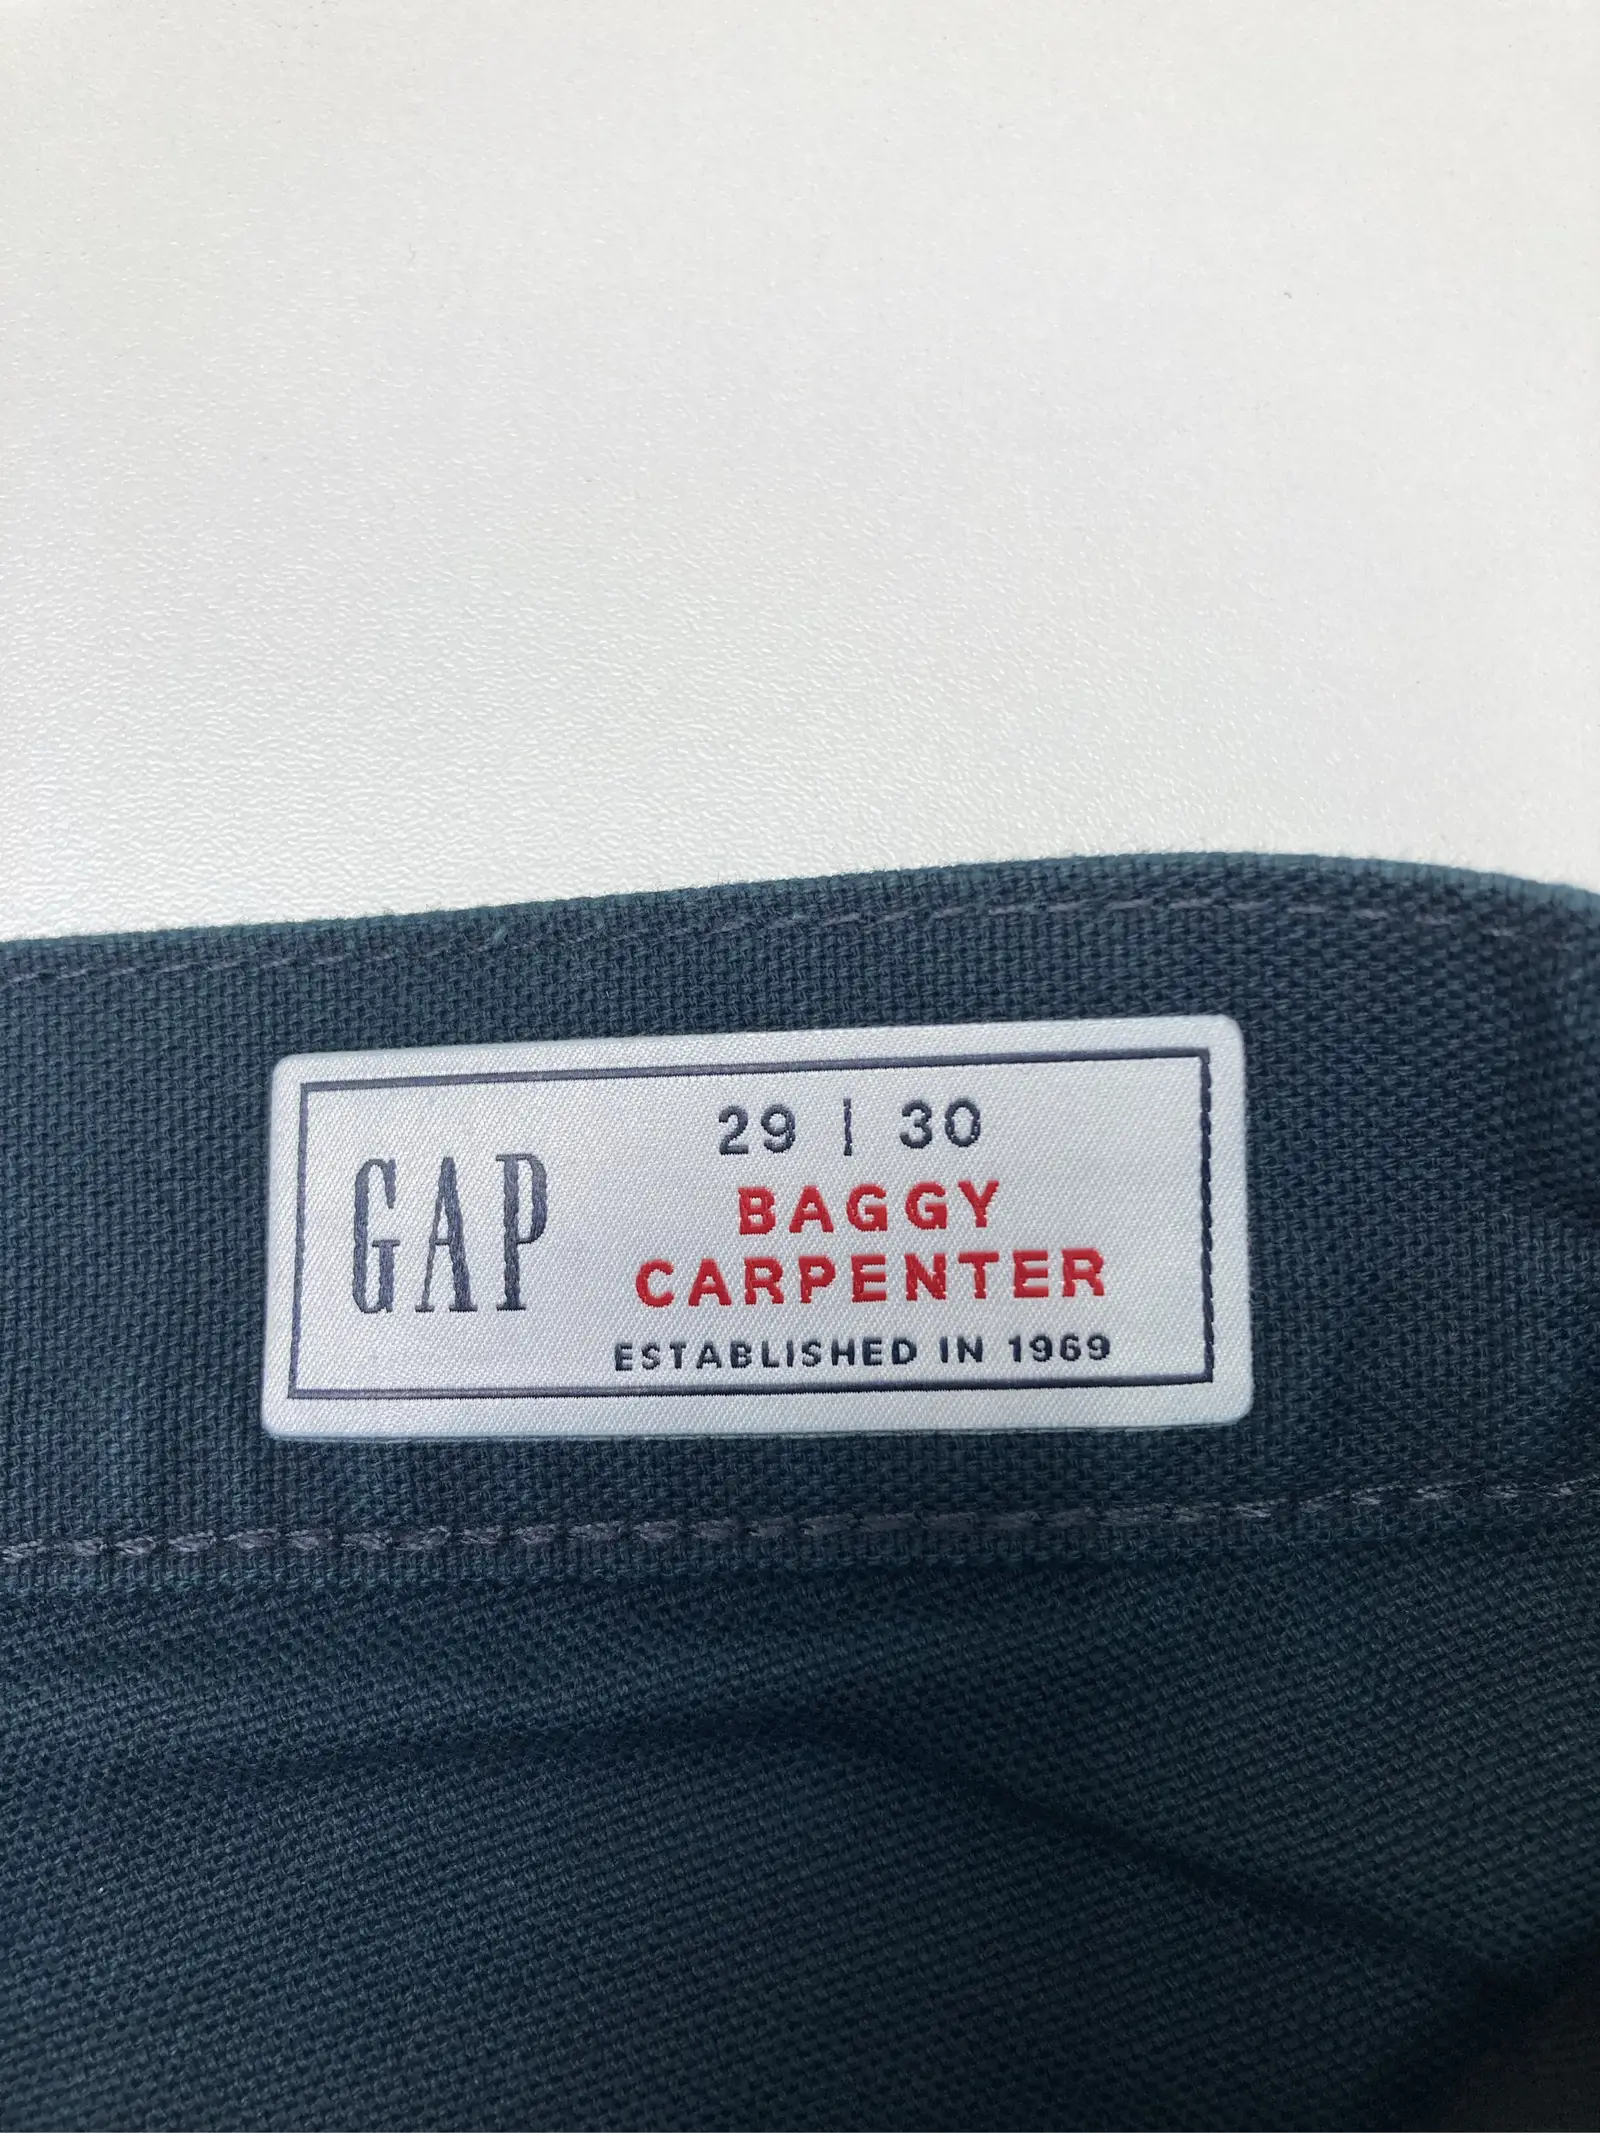 GAP
29 | 30
BAGGY
CARPENTER
ESTABLISHED IN 1969